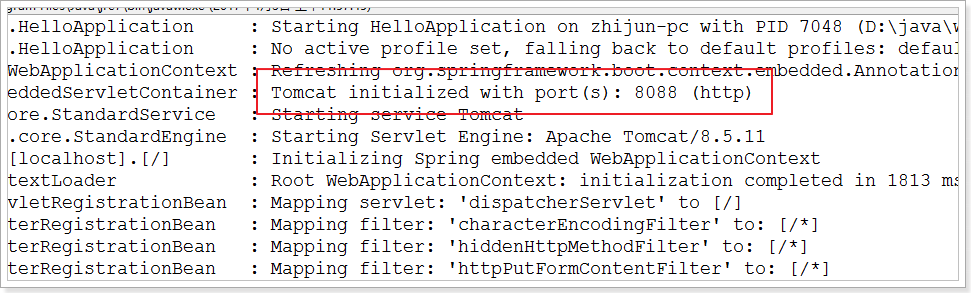 .HelloApplication : Starting HelloApplication on zhijun-pc with PID 7048 (D:\java\w
.HelloApplication : No active profile set, falling back to default profiles: defau
WebApplicationContext : Refreshing org.springframework.boot.context.embedded.Annotation
eddedServletContainer : Tomcat initialized with port(s): 8088 (http)
ore.StandardService : Starting service Tomcat
.core.StandardEngine : Starting Servlet Engine: Apache Tomcat/8.5.11
[localhost].[/] : Initializing Spring embedded WebApplicationContext
textLoader : Root WebApplicationContext: initialization completed in 1813 ms
vletRegistrationBean : Mapping servlet: 'dispatcherServlet' to [/]
terRegistrationBean : Mapping filter: 'characterEncodingFilter' to: [/*]
terRegistrationBean : Mapping filter: 'hiddenHttpMethodFilter' to: [/*]
terRegistrationBean : Mapping filter: 'httpPutFormContentFilter' to: [/*]